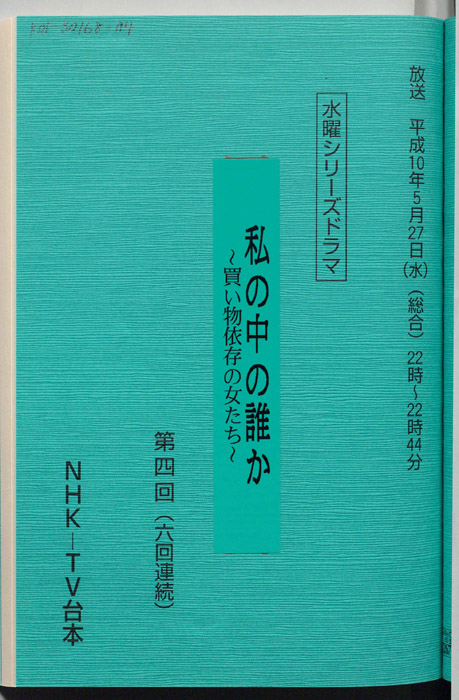 放送　平成10年5月27日(水)（総合）22時～22時44分
水曜シリーズドラマ
私の中の誰か
～買い物依存の女たち～
第四回（六回連続）
NHK―TV台本